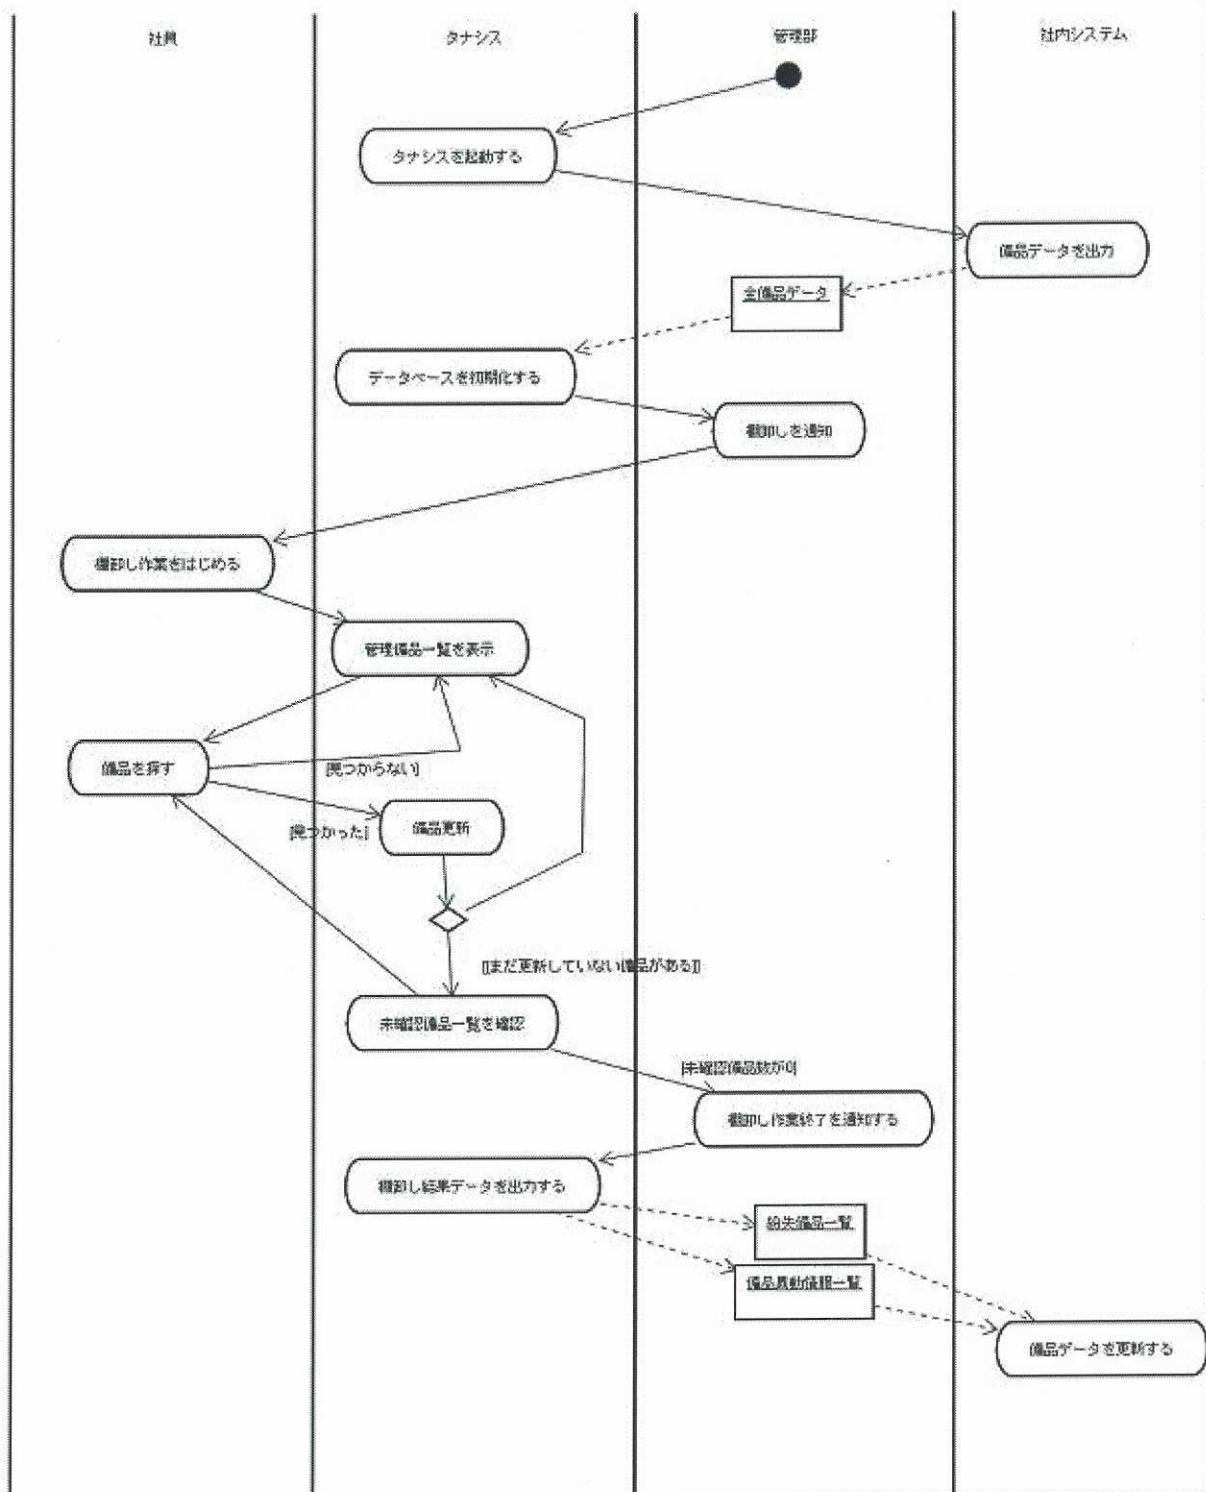 社員
タナシス
管理部
社内システム
タナシスを起動する
備品データを出力
全備品データ
データベースを初期化する
棚卸しを通知
棚卸し作業をはじめる
管理備品一覧を表示
備品を探す
[見つからない]
[見つかった]
備品更新
[[まだ更新していない備品がある]]
未確認備品一覧を確認
[未確認備品数が0]
棚卸し作業終了を通知する
棚卸し結果データを出力する
紛失備品一覧
備品異動情報一覧
備品データを更新する